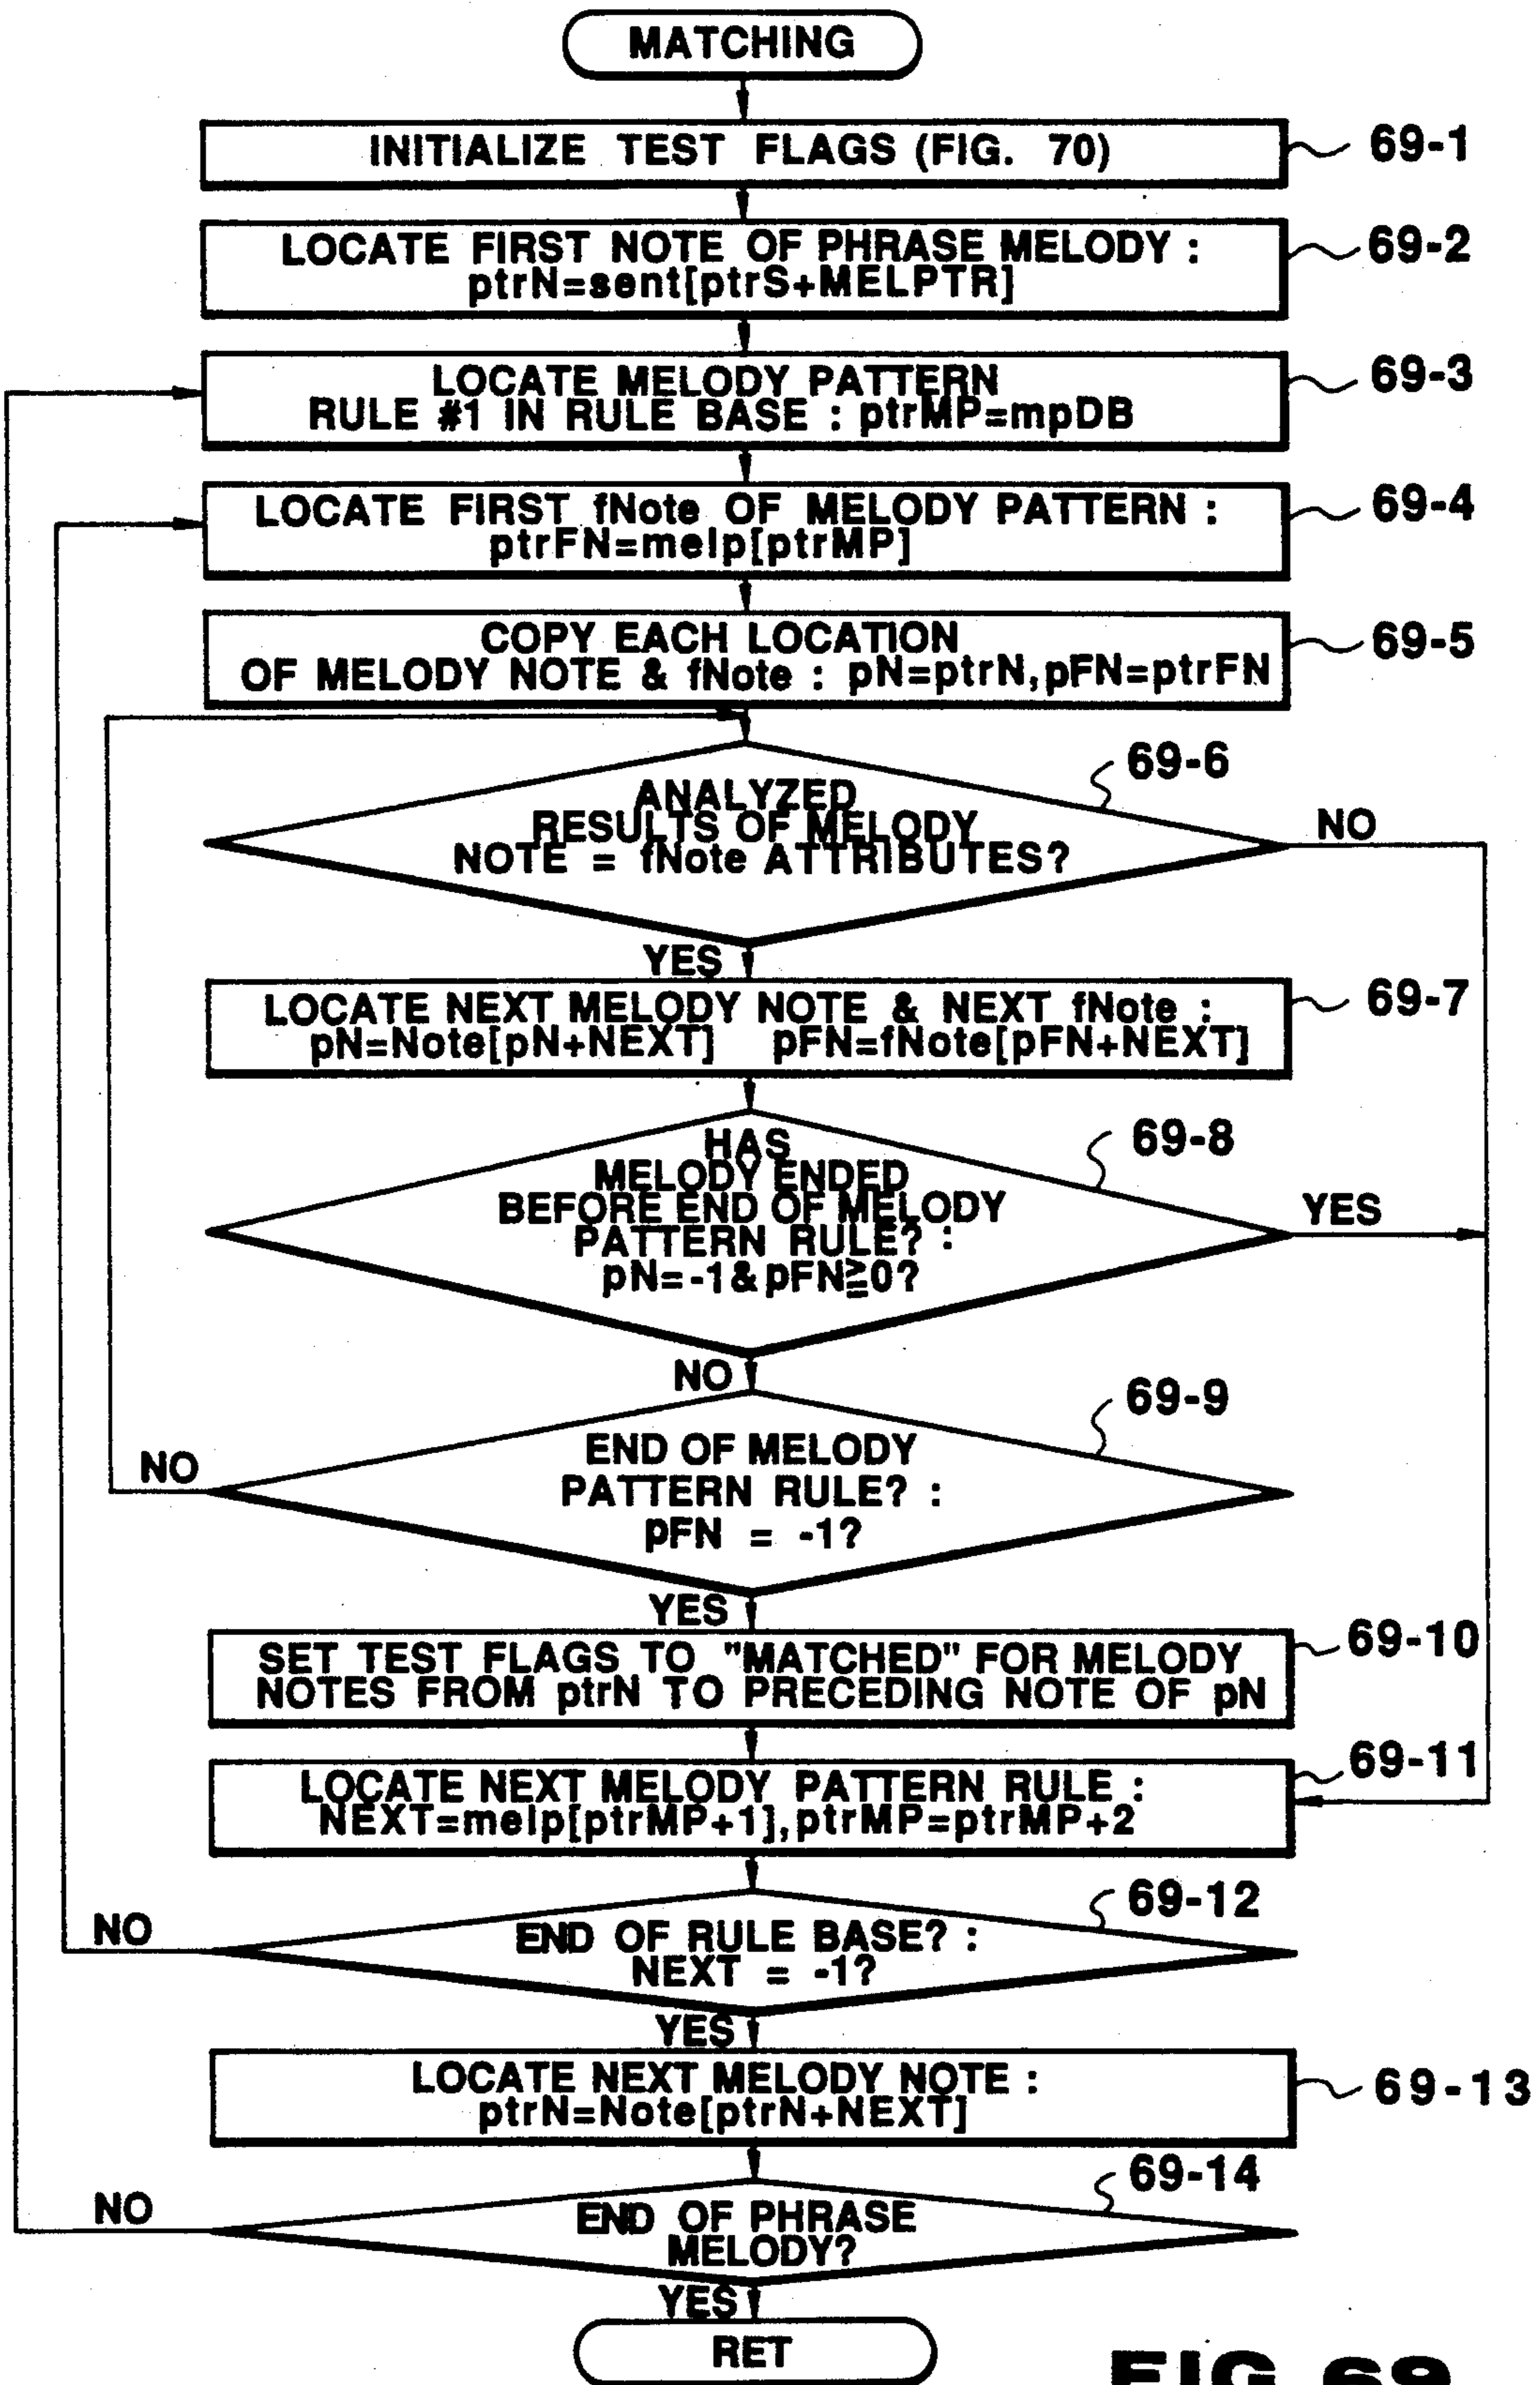 MATCHING
INITIALIZE TEST FLAGS (FIG. 70)
69-1
LOCATE FIRST NOTE OF PHRASE MELODY :
ptrN=sent[ptrS+MELPTR]
69-2
LOCATE MELODY PATTERN
RULE #1 IN RULE BASE : ptrMP=mpDB
69-3
LOCATE FIRST fNote OF MELODY PATTERN :
ptrFN=melp[ptrMP]
69-4
COPY EACH LOCATION
OF MELODY NOTE & fNote : pN=ptrN,pFN=ptrFN
69-5
69-6
ANALYZED
RESULTS OF MELODY
NOTE = fNote ATTRIBUTES?
NO
YES
LOCATE NEXT MELODY NOTE & NEXT fNote :
pN=Note[pN+NEXT] pFN=fNote[pFN+NEXT]
69-7
69-8
HAS
MELODY ENDED
BEFORE END OF MELODY
PATTERN RULE? :
pN=-1&pFN≧0?
YES
NO
69-9
END OF MELODY
PATTERN RULE? :
pFN = -1?
NO
YES
SET TEST FLAGS TO "MATCHED" FOR MELODY
NOTES FROM ptrN TO PRECEDING NOTE OF pN
69-10
LOCATE NEXT MELODY PATTERN RULE :
NEXT=melp[ptrMP+1],ptrMP=ptrMP+2
69-11
69-12
END OF RULE BASE? :
NEXT = -1?
NO
YES
LOCATE NEXT MELODY NOTE :
ptrN=Note[ptrN+NEXT]
69-13
69-14
END OF PHRASE
MELODY?
NO
YES
RET
FIG 69